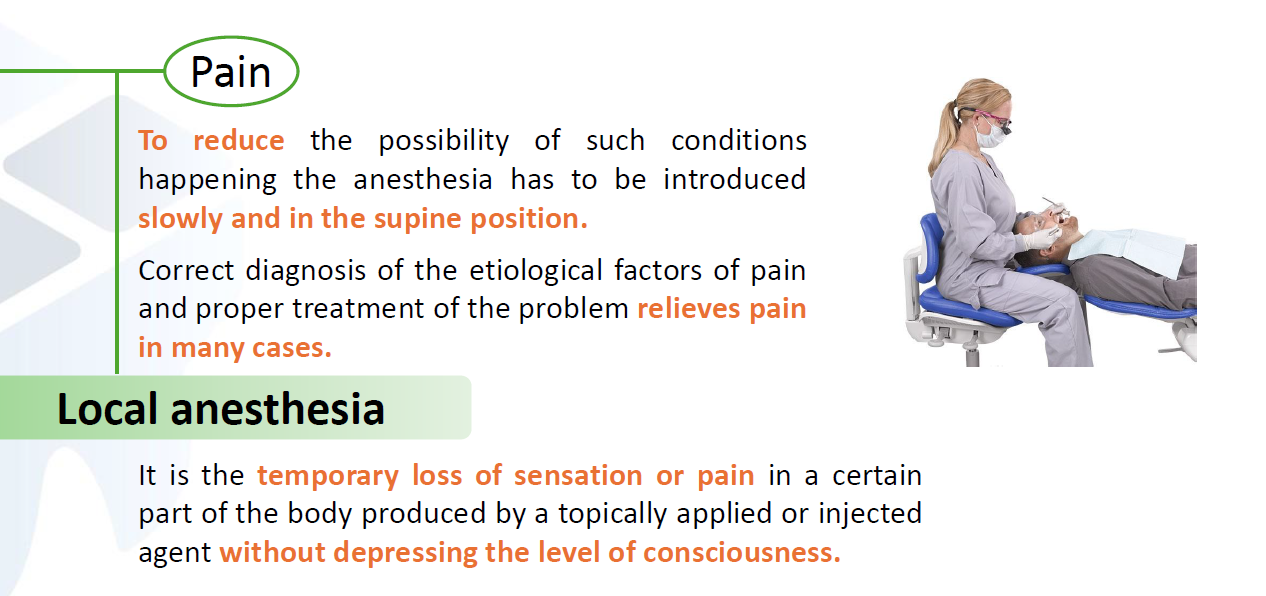 Pain
To reduce the possibility of such conditions
happening the anesthesia has to be introduced
slowly and in the supine position.
Correct diagnosis of the etiological factors of pain
and proper treatment of the problem relieves pain
in many cases.
Local anesthesia
It is the temporary loss of sensation or pain in a certain
part of the body produced by a topically applied or injected
agent without depressing the level of consciousness.